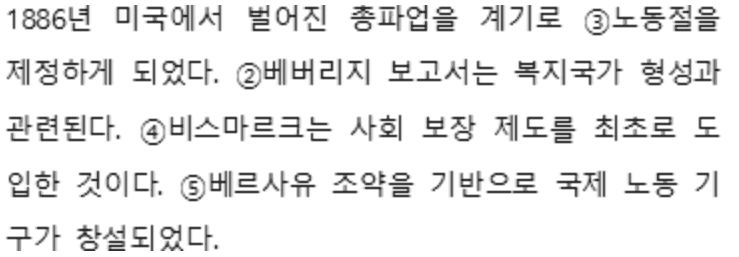 1886년 미국에서 벌어진 총파업을 계기로 ③노동절을
제정하게 되었다. ②베버리지 보고서는 복지국가 형성과
관련된다. ④비스마르크는 사회 보장 제도를 최초로 도
입한 것이다. ⑤베르사유 조약을 기반으로 국제 노동 기
구가 창설되었다.